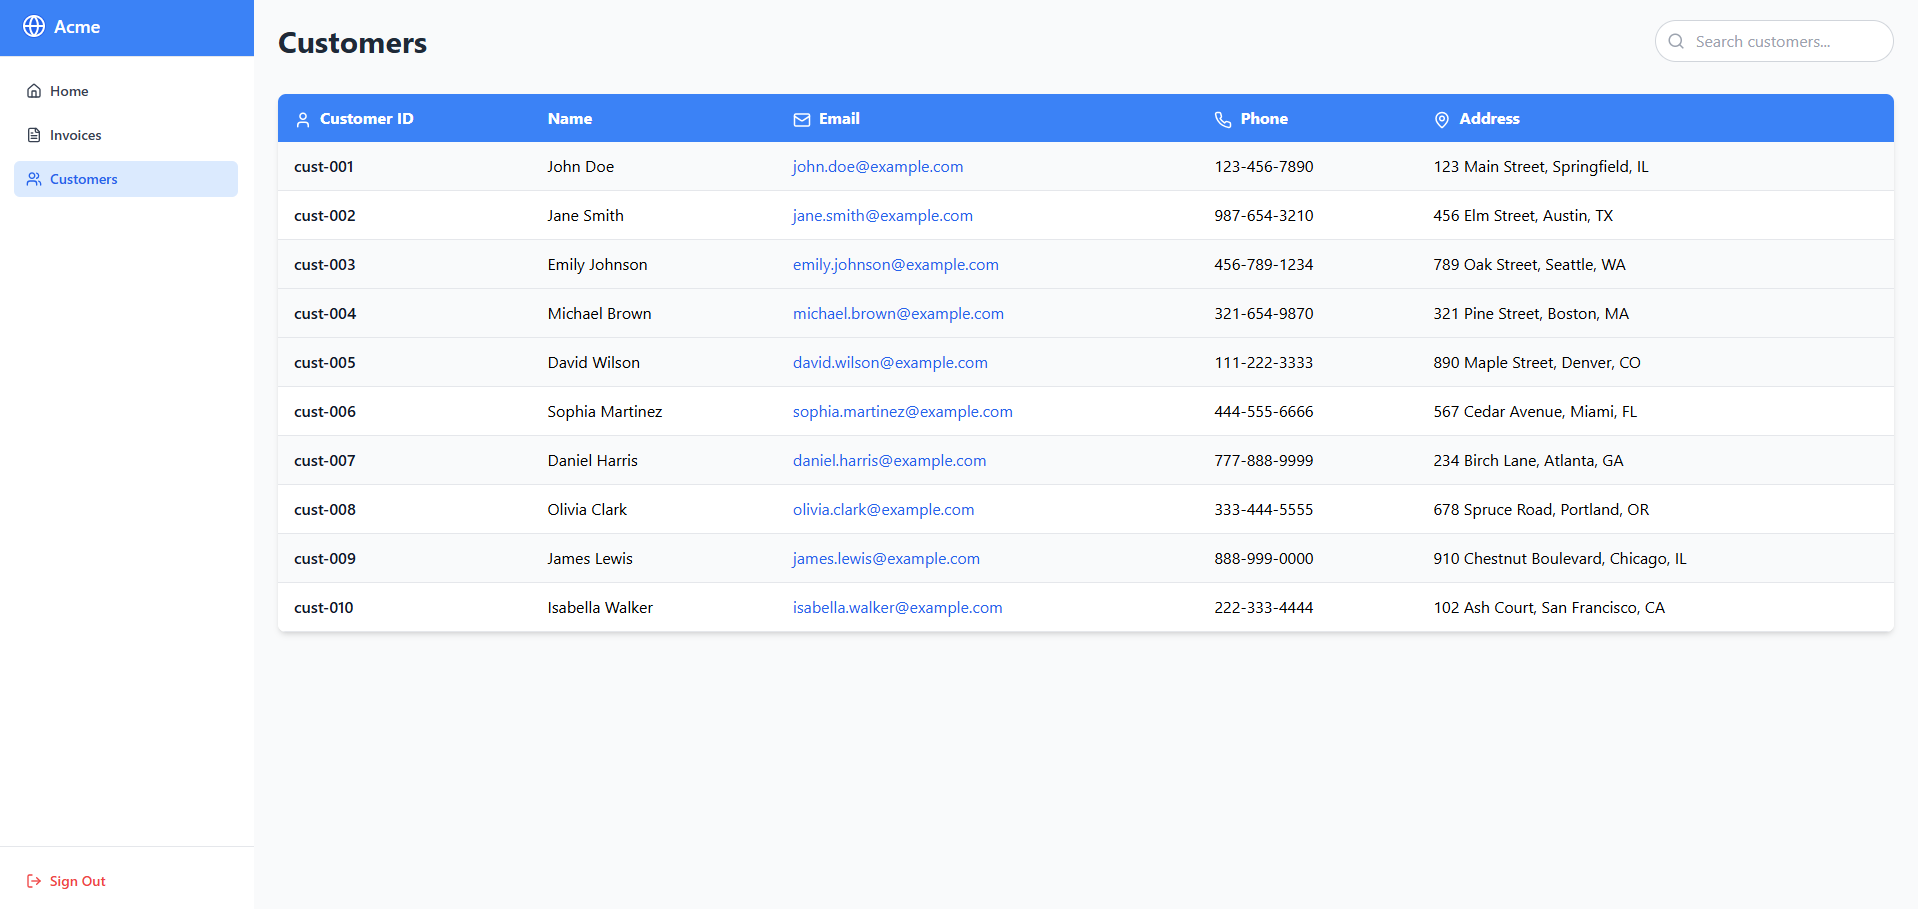 Acme
Home
Invoices
Customers
Sign Out
Customers
Search customers...
Customer ID Name Email Phone Address
cust-001 John Doe john.doe@example.com 123-456-7890 123 Main Street, Springfield, IL
cust-002 Jane Smith jane.smith@example.com 987-654-3210 456 Elm Street, Austin, TX
cust-003 Emily Johnson emily.johnson@example.com 456-789-1234 789 Oak Street, Seattle, WA
cust-004 Michael Brown michael.brown@example.com 321-654-9870 321 Pine Street, Boston, MA
cust-005 David Wilson david.wilson@example.com 111-222-3333 890 Maple Street, Denver, CO
cust-006 Sophia Martinez sophia.martinez@example.com 444-555-6666 567 Cedar Avenue, Miami, FL
cust-007 Daniel Harris daniel.harris@example.com 777-888-9999 234 Birch Lane, Atlanta, GA
cust-008 Olivia Clark olivia.clark@example.com 333-444-5555 678 Spruce Road, Portland, OR
cust-009 James Lewis james.lewis@example.com 888-999-0000 910 Chestnut Boulevard, Chicago, IL
cust-010 Isabella Walker isabella.walker@example.com 222-333-4444 102 Ash Court, San Francisco, CA